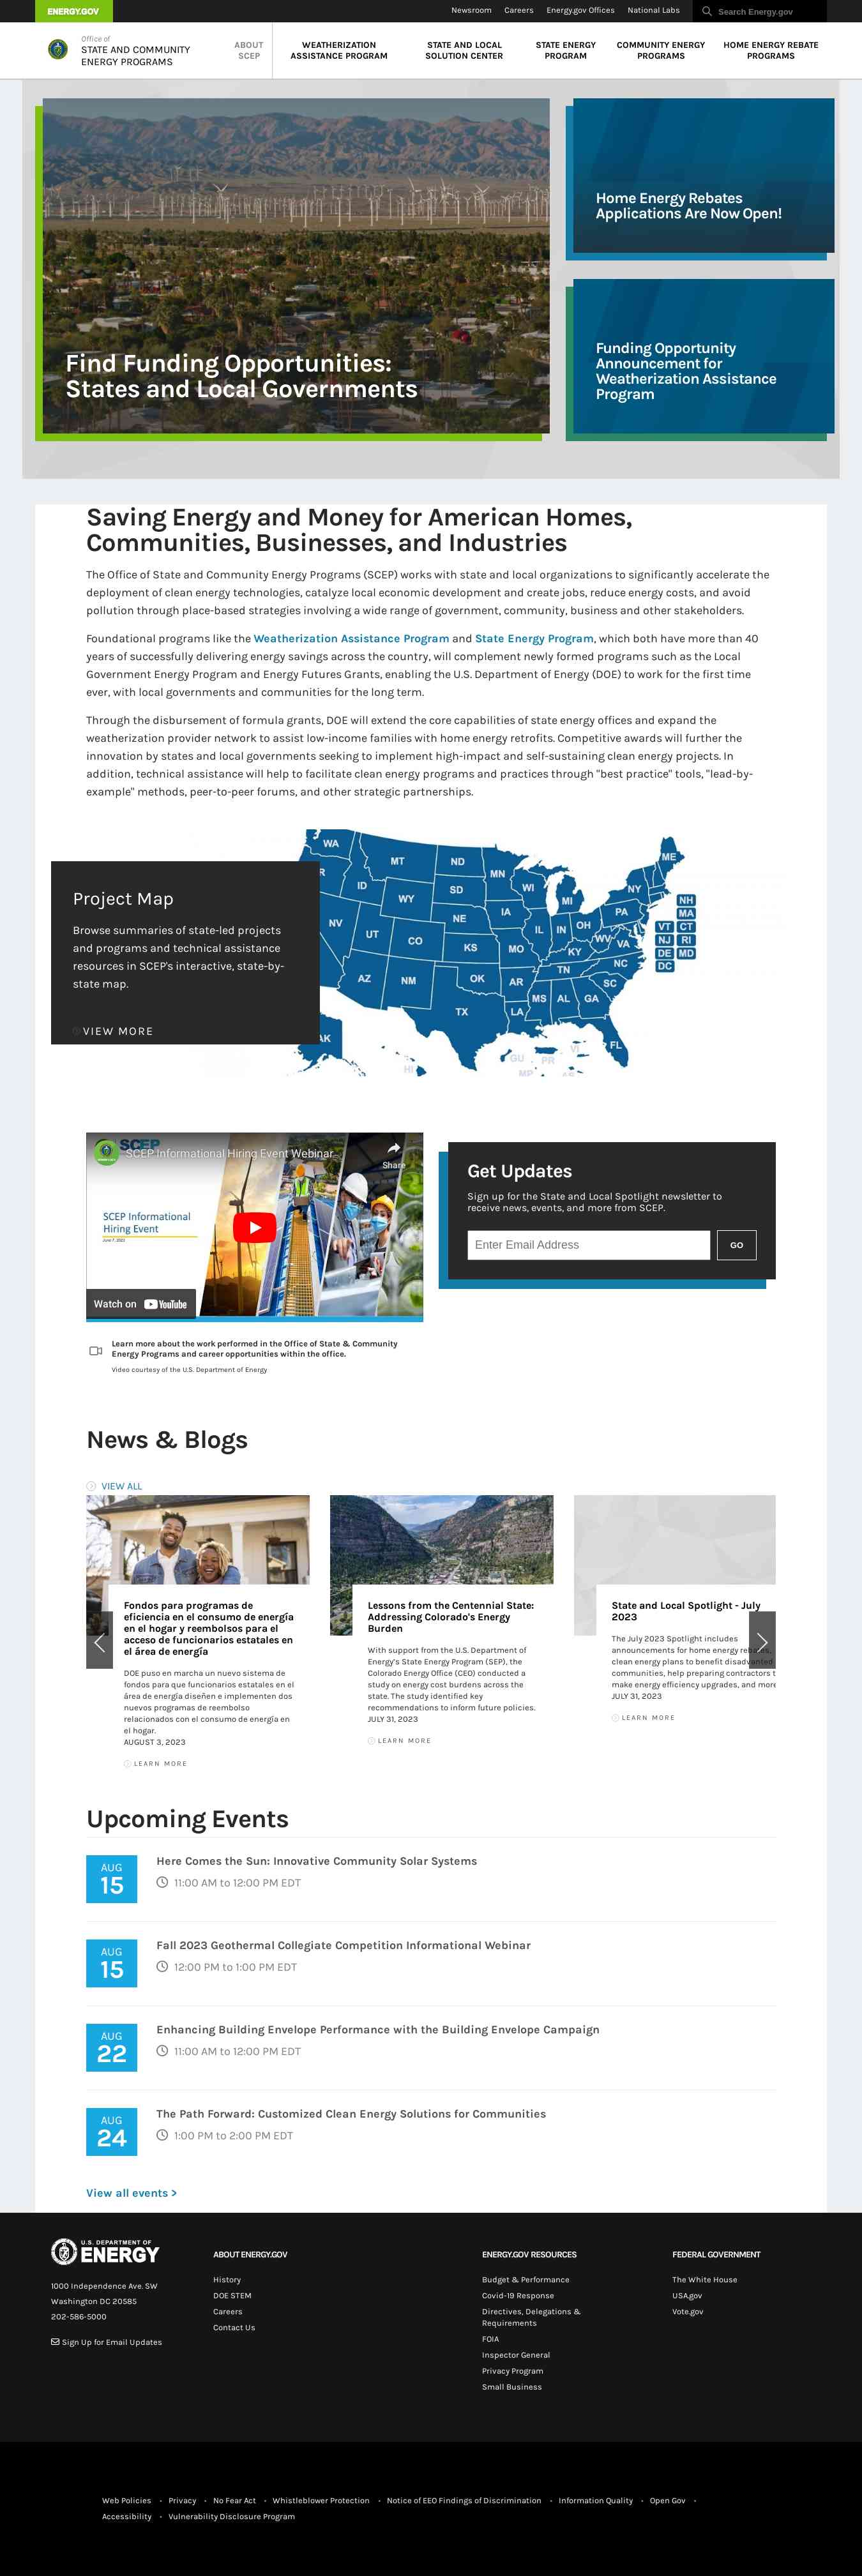 ENERGY.GOV
Newsroom Careers Energy.gov Offices National Labs Search Energy.gov
Office of
STATE AND COMMUNITY
ENERGY PROGRAMS
ABOUT
SCEP
WEATHERIZATION
ASSISTANCE PROGRAM
STATE AND LOCAL
SOLUTION CENTER
STATE ENERGY
PROGRAM
COMMUNITY ENERGY
PROGRAMS
HOME ENERGY REBATE
PROGRAMS
Find Funding Opportunities:
States and Local Governments
Home Energy Rebates
Applications Are Now Open!
Funding Opportunity
Announcement for
Weatherization Assistance
Program
Saving Energy and Money for American Homes,
Communities, Businesses, and Industries
The Office of State and Community Energy Programs (SCEP) works with state and local organizations to significantly accelerate the
deployment of clean energy technologies, catalyze local economic development and create jobs, reduce energy costs, and avoid
pollution through place-based strategies involving a wide range of government, community, business and other stakeholders.
Foundational programs like the Weatherization Assistance Program and State Energy Program, which both have more than 40
years of successfully delivering energy savings across the country, will complement newly formed programs such as the Local
Government Energy Program and Energy Futures Grants, enabling the U.S. Department of Energy (DOE) to work for the first time
ever, with local governments and communities for the long term.
Through the disbursement of formula grants, DOE will extend the core capabilities of state energy offices and expand the
weatherization provider network to assist low-income families with home energy retrofits. Competitive awards will further the
innovation by states and local governments seeking to implement high-impact and self-sustaining clean energy projects. In
addition, technical assistance will help to facilitate clean energy programs and practices through "best practice" tools, "lead-by-
example" methods, peer-to-peer forums, and other strategic partnerships.
Project Map
Browse summaries of state-led projects
and programs and technical assistance
resources in SCEP's interactive, state-by-
state map.
VIEW MORE
WA MT ND MN ME
R ID WY SD WI MI NY NH
MA
NV UT CO NE IA IL IN OH PA VT CT
NJ RI
KS MO KY WV VA DE MD
DC
AZ NM OK AR TN NC SC
TX LA MS AL GA
AK FL
HI GU PR VI
MP AS
SCEP
SCEP Informational Hiring Event Webinar
Share
SCEP Informational
Hiring Event
June 7, 2023
Watch on YouTube
Get Updates
Sign up for the State and Local Spotlight newsletter to
receive news, events, and more from SCEP.
Enter Email Address GO
Learn more about the work performed in the Office of State & Community
Energy Programs and career opportunities within the office.
Video courtesy of the U.S. Department of Energy
News & Blogs
VIEW ALL
Fondos para programas de
eficiencia en el consumo de energía
en el hogar y reembolsos para el
acceso de funcionarios estatales en
el área de energía
DOE puso en marcha un nuevo sistema de
fondos para que funcionarios estatales en el
área de energía diseñen e implementen dos
nuevos programas de reembolso
relacionados con el consumo de energía en
el hogar.
AUGUST 3, 2023
LEARN MORE
Lessons from the Centennial State:
Addressing Colorado's Energy
Burden
With support from the U.S. Department of
Energy's State Energy Program (SEP), the
Colorado Energy Office (CEO) conducted a
study on energy cost burdens across the
state. The study identified key
recommendations to inform future policies.
JULY 31, 2023
LEARN MORE
State and Local Spotlight - July
2023
The July 2023 Spotlight includes
announcements for home energy rebates,
clean energy plans to benefit disadvantaged
communities, help preparing contractors t
make energy efficiency upgrades, and more
JULY 31, 2023
LEARN MORE
Upcoming Events
AUG
15
Here Comes the Sun: Innovative Community Solar Systems
11:00 AM to 12:00 PM EDT
AUG
15
Fall 2023 Geothermal Collegiate Competition Informational Webinar
12:00 PM to 1:00 PM EDT
AUG
22
Enhancing Building Envelope Performance with the Building Envelope Campaign
11:00 AM to 12:00 PM EDT
AUG
24
The Path Forward: Customized Clean Energy Solutions for Communities
1:00 PM to 2:00 PM EDT
View all events >
U.S. DEPARTMENT OF
ENERGY
1000 Independence Ave. SW
Washington DC 20585
202-586-5000
Sign Up for Email Updates
ABOUT ENERGY.GOV
History
DOE STEM
Careers
Contact Us
ENERGY.GOV RESOURCES
Budget & Performance
Covid-19 Response
Directives, Delegations &
Requirements
FOIA
Inspector General
Privacy Program
Small Business
FEDERAL GOVERNMENT
The White House
USA.gov
Vote.gov
Web Policies • Privacy • No Fear Act • Whistleblower Protection • Notice of EEO Findings of Discrimination • Information Quality • Open Gov •
Accessibility • Vulnerability Disclosure Program